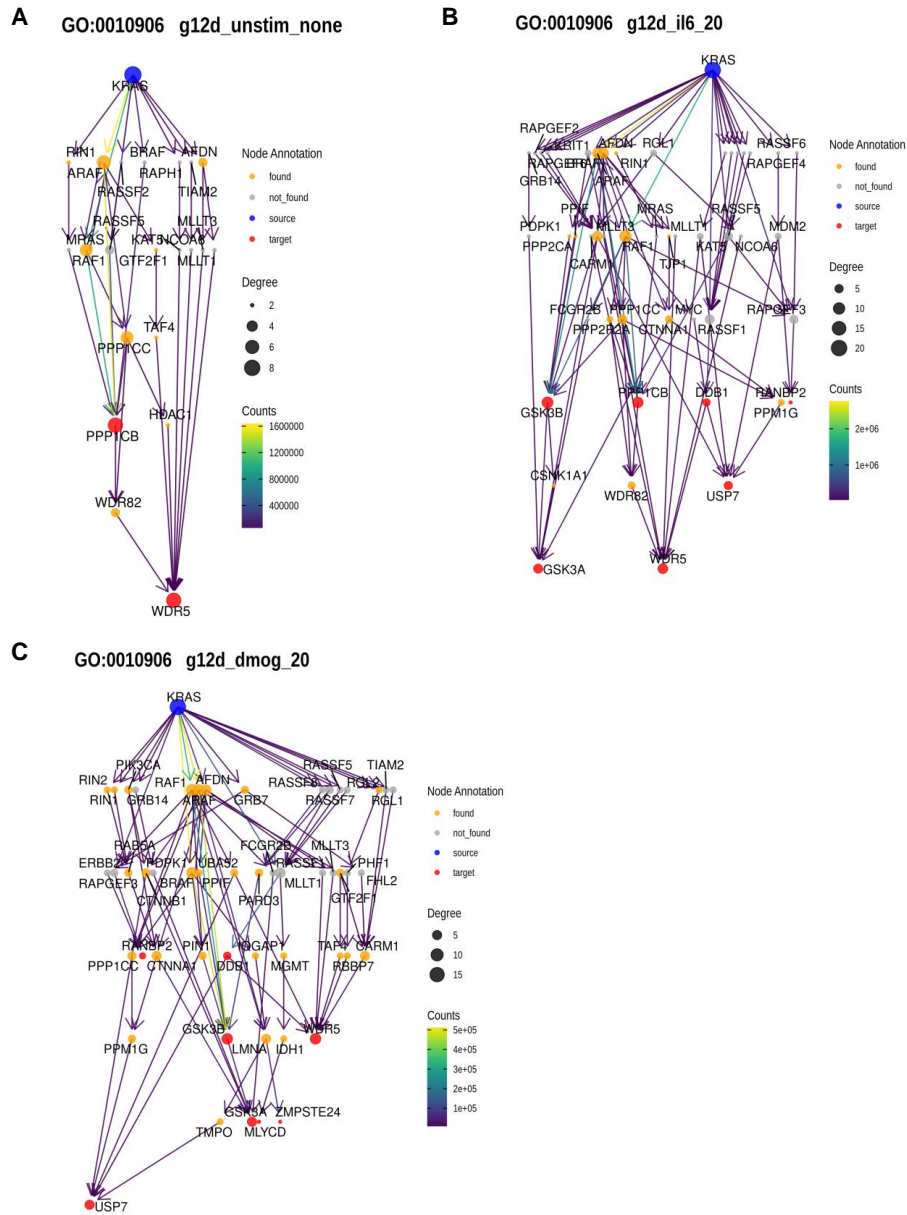 A
GO:0010906 g12d_unstim_none
KRAS
RIN1 BRAF AFDN
ARAF RAPH1
RASSF2 TIAM2
RASSF5 MLLT3
MRAS KAT5 NCOA6
RAF1 GTF2F1 MLLT1
TAF4
PPP1CC
HDAC1
PPP1CB
WDR82
WDR5
Node Annotation
found
not_found
source
target
Degree
2
4
6
8
Counts
1600000
1200000
800000
400000
B
GO:0010906 g12d_il6_20
KRAS
RAPGEF2
KRIT1 AFDN RGL1 RASSF6
RIN1 RAPGEF4
GRB14 ARAF
PPIF MRAS RASSF5
PDPK1 MLLT3 MLLT1 MDM2
PPP2CA RAF1 KAT5 NCOA6
CARM1 TJP1
FCGR2B PPP1CC MYC RAPGEF3
PPP2R2A CTNNA1 RASSF1
PPP1CB DDB1 RANBP2
GSK3B PPM1G
CSNK1A1
WDR82 USP7
WDR5
GSK3A
Node Annotation
found
not_found
source
target
Degree
5
10
15
20
Counts
2e+06
1e+06
C
GO:0010906 g12d_dmog_20
KRAS
PIK3CA RASSF5 TIAM2
RIN2 RAF1 AFDN RASSF8 RGL2
RIN1 GRB14 ARAF GRB7 RASSF7 RGL1
RAB5A FCGR2B MLLT3
ERBB2 PDPK1 UBA52 RASSF1 PHF1
RAPGEF3 BRAF PPIF MLLT1 FHL2
CTNNB1 PARD3 GTF2F1
RANBP2 PIN1 IQGAP1 TAF4 CARM1
PPP1CC CTNNA1 DDB1 MGMT RBBP7
GSK3B WDR5
PPM1G LMNA IDH1
GSK3A ZMPSTE24
TMPO MLYCD
USP7
Node Annotation
found
not_found
source
target
Degree
5
10
15
Counts
5e+05
4e+05
3e+05
2e+05
1e+05